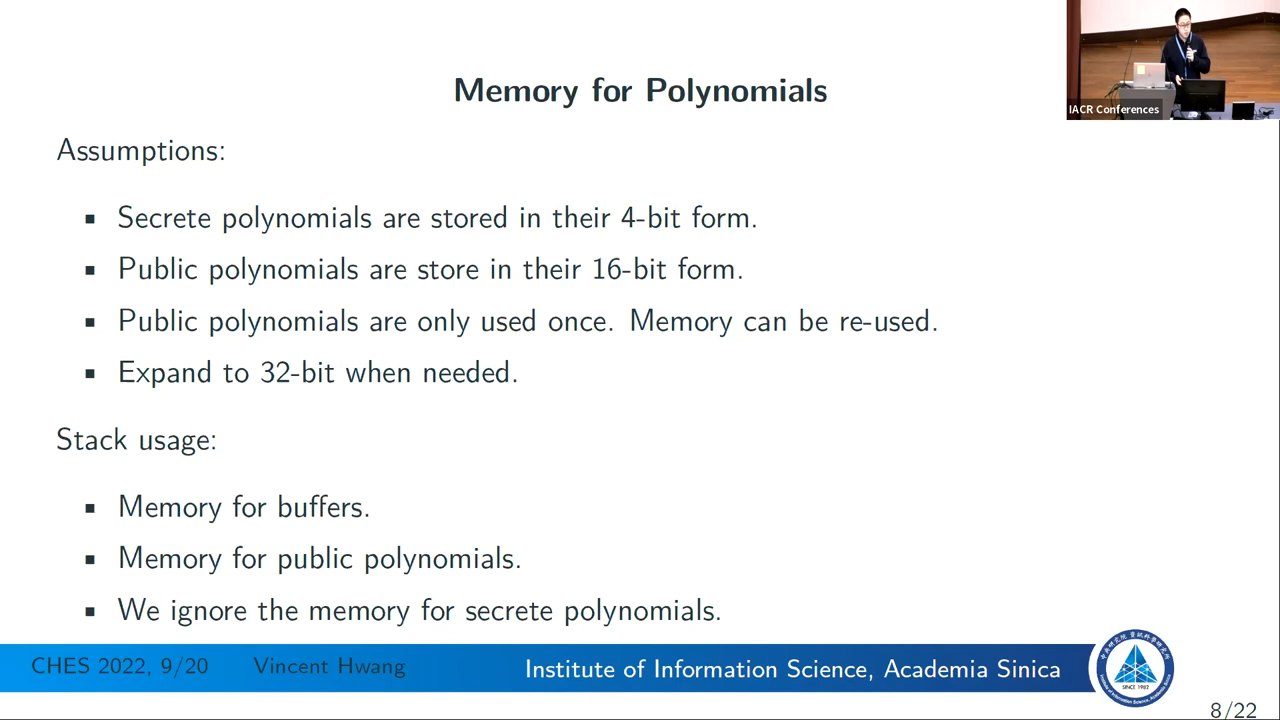 Memory for Polynomials
IACR Conferences
Assumptions:
▪ Secrete polynomials are stored in their 4-bit form.
▪ Public polynomials are store in their 16-bit form.
▪ Public polynomials are only used once. Memory can be re-used.
▪ Expand to 32-bit when needed.
Stack usage:
▪ Memory for buffers.
▪ Memory for public polynomials.
▪ We ignore the memory for secrete polynomials.
CHES 2022, 9/20 Vincent Hwang Institute of Information Science, Academia Sinica
SINCE 1982
8/22